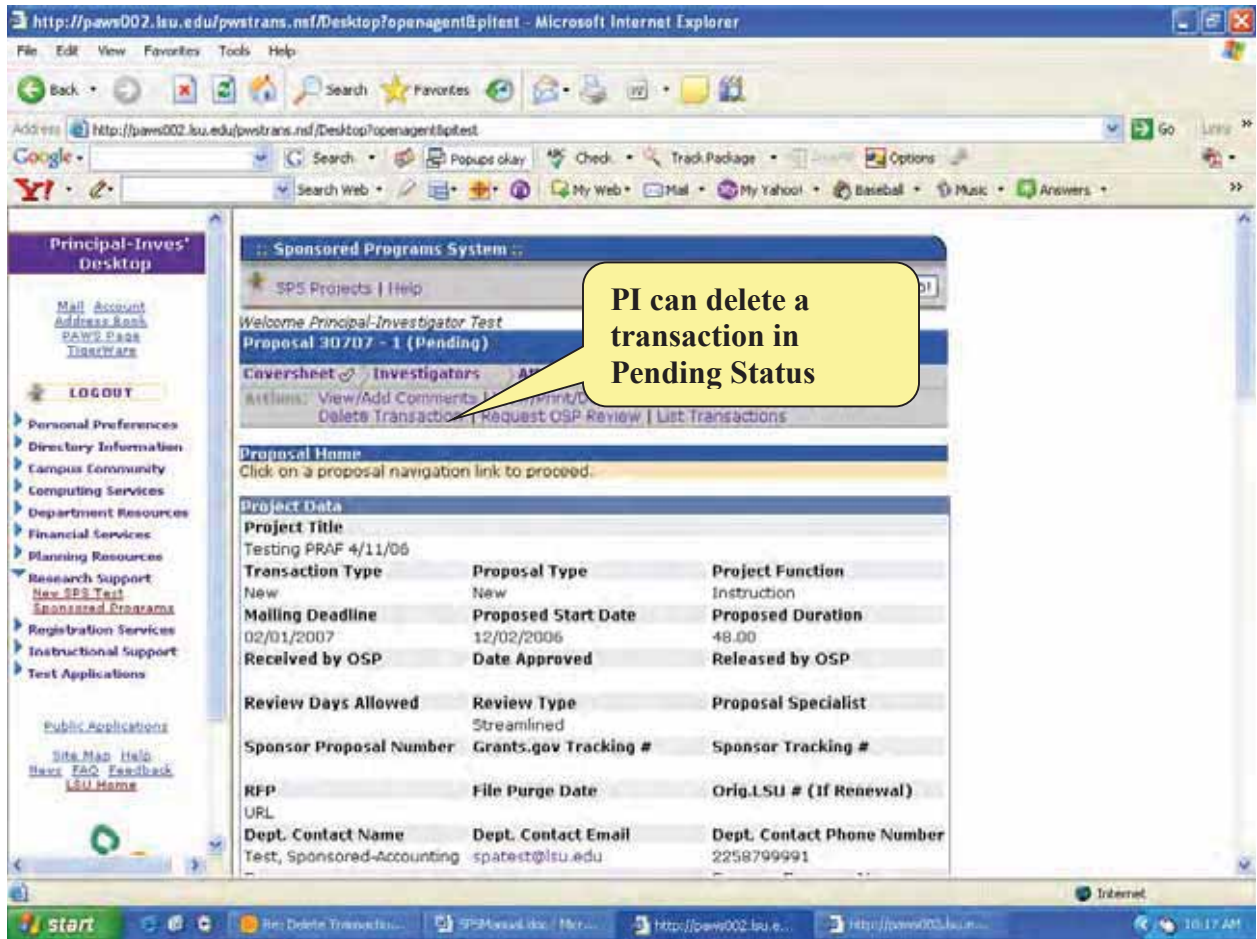 http://paws002.lsu.edu/pwstrans.nsf/Desktop?openagent&pitest - Microsoft Internet Explorer
File Edit View Favorites Tools Help
Back Search Favorites
Address http://paws002.lsu.edu/pwstrans.nsf/Desktop?openagent&pitest Go Links »
Google Search Popups okay Check Track Package Options
Y! Search Web My Web Mail My Yahoo! Baseball Music Answers »
Principal-Inves' Desktop
Mail Account
Address Book
PAWS Page
TigerWare
LOGOUT
Personal Preferences
Directory Information
Campus Community
Computing Services
Department Resources
Financial Services
Planning Resources
Research Support
New SPS Test
Sponsored Programs
Registration Services
Instructional Support
Test Applications
Public Applications
Site Map Help
News FAQ Feedback
LSU Home
:: Sponsored Programs System ::
SPS Projects | Help
PI can delete a
transaction in
Pending Status
Welcome Principal-Investigator Test
Proposal 30707 - 1 (Pending)
Coversheet Investigators
Actions: View/Add Comments
Delete Transaction | Request OSP Review | List Transactions
Proposal Home
Click on a proposal navigation link to proceed.
Project Data
Project Title
Testing PRAF 4/11/06
Transaction Type Proposal Type Project Function
New New Instruction
Mailing Deadline Proposed Start Date Proposed Duration
02/01/2007 12/02/2006 48.00
Received by OSP Date Approved Released by OSP
Review Days Allowed Review Type Proposal Specialist
Streamlined
Sponsor Proposal Number Grants.gov Tracking # Sponsor Tracking #
RFP File Purge Date Orig.LSU # (If Renewal)
URL
Dept. Contact Name Dept. Contact Email Dept. Contact Phone Number
Test, Sponsored-Accounting spatest@lsu.edu 2258799991
Internet
start Re: Delete Transactio... SPSManual.doc - Micr... http://paws002.lsu.e... http://paws002.lsu.e... 10:17 AM